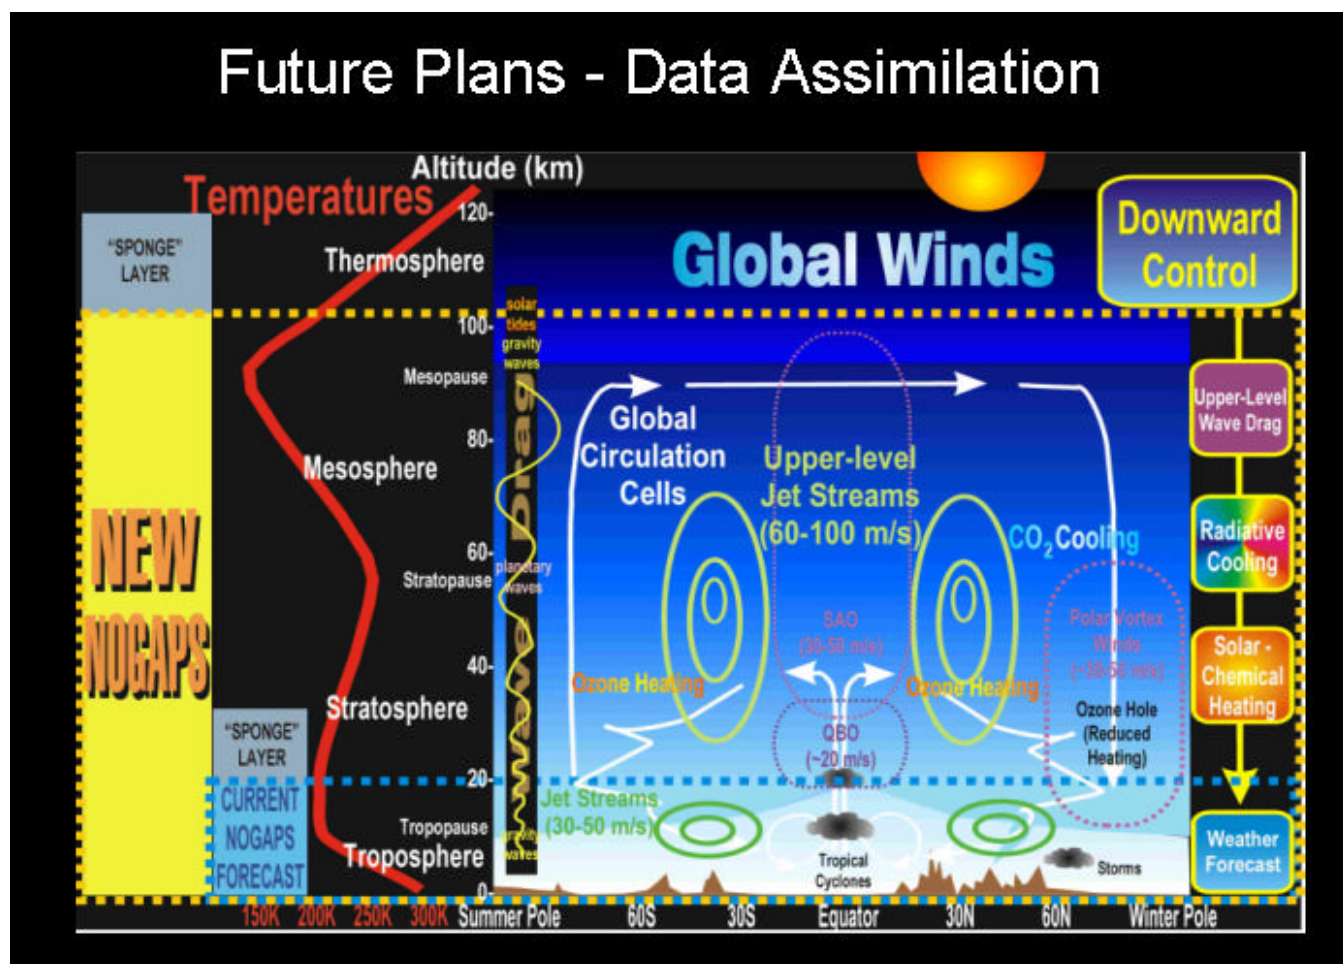 Future Plans - Data Assimilation
Altitude (km)
Temperatures
"SPONGE"
LAYER
NEW
NOGAPS
"SPONGE"
LAYER
CURRENT
NOGAPS
FORECAST
Thermosphere
Mesopause
Mesosphere
Stratopause
Stratosphere
Tropopause
Troposphere
120-
100-
80-
60-
40-
20-
0-
solar
tides
gravity
waves
Wave Drag
planetary
waves
gravity
waves
Global Winds
Global
Circulation
Cells
Upper-level
Jet Streams
(60-100 m/s)
CO2 Cooling
SAO
(30-50 m/s)
Polar Vortex
Winds
(~30-50 m/s)
Ozone Heating
Ozone Heating
QBO
(~20 m/s)
Ozone Hole
(Reduced
Heating)
Jet Streams
(30-50 m/s)
Tropical
Cyclones
Storms
Downward
Control
Upper-Level
Wave Drag
Radiative
Cooling
Solar -
Chemical
Heating
Weather
Forecast
150K 200K 250K 300K Summer Pole 60S 30S Equator 30N 60N Winter Pole